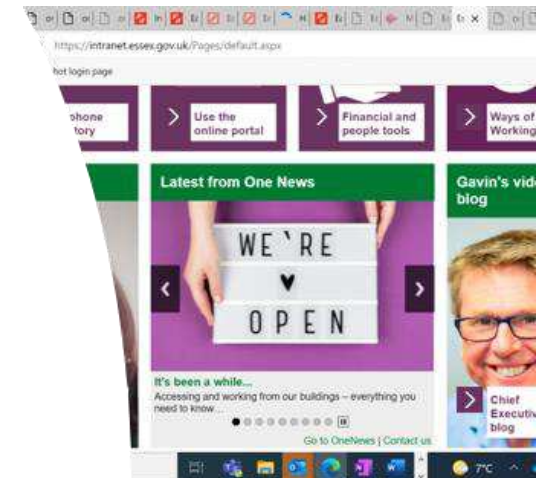 https://intranet.essex.gov.uk/Pages/default.aspx
hot login page
phone
tory
Use the
online portal
Financial and
people tools
Ways of
Working
Latest from One News
Gavin's vid
blog
WE`RE
♥
OPEN
It's been a while...
Accessing and working from our buildings – everything you
need to know...
Go to OneNews | Contact us
Chief
Executiv
blog
7°C